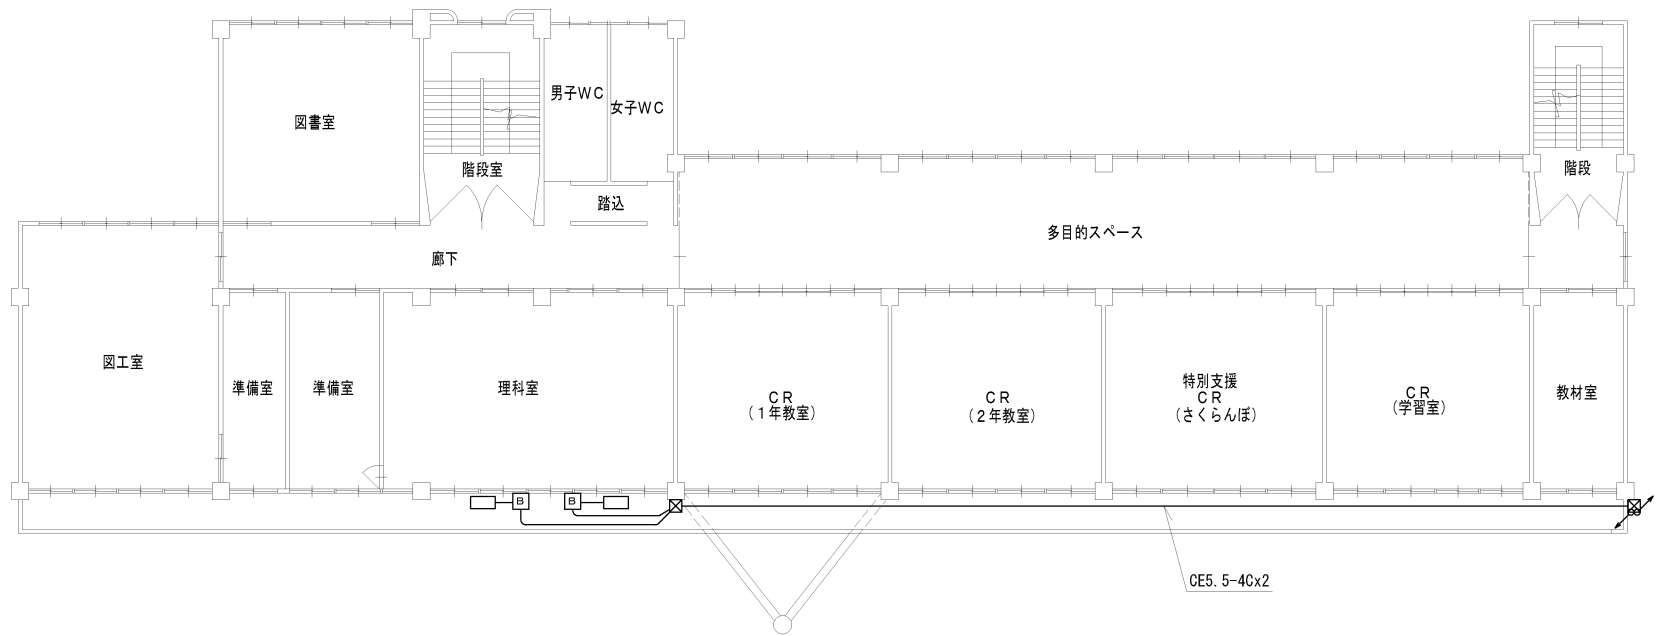 男子WC
女子WC
図書室
階段室
階段
踏込
多目的スペース
廊下
図工室
準備室
準備室
理科室
CR
(1年教室)
CR
(2年教室)
特別支援
CR
(さくらんぼ)
CR
(学習室)
教材室
B
B
CE5.5-4Cx2